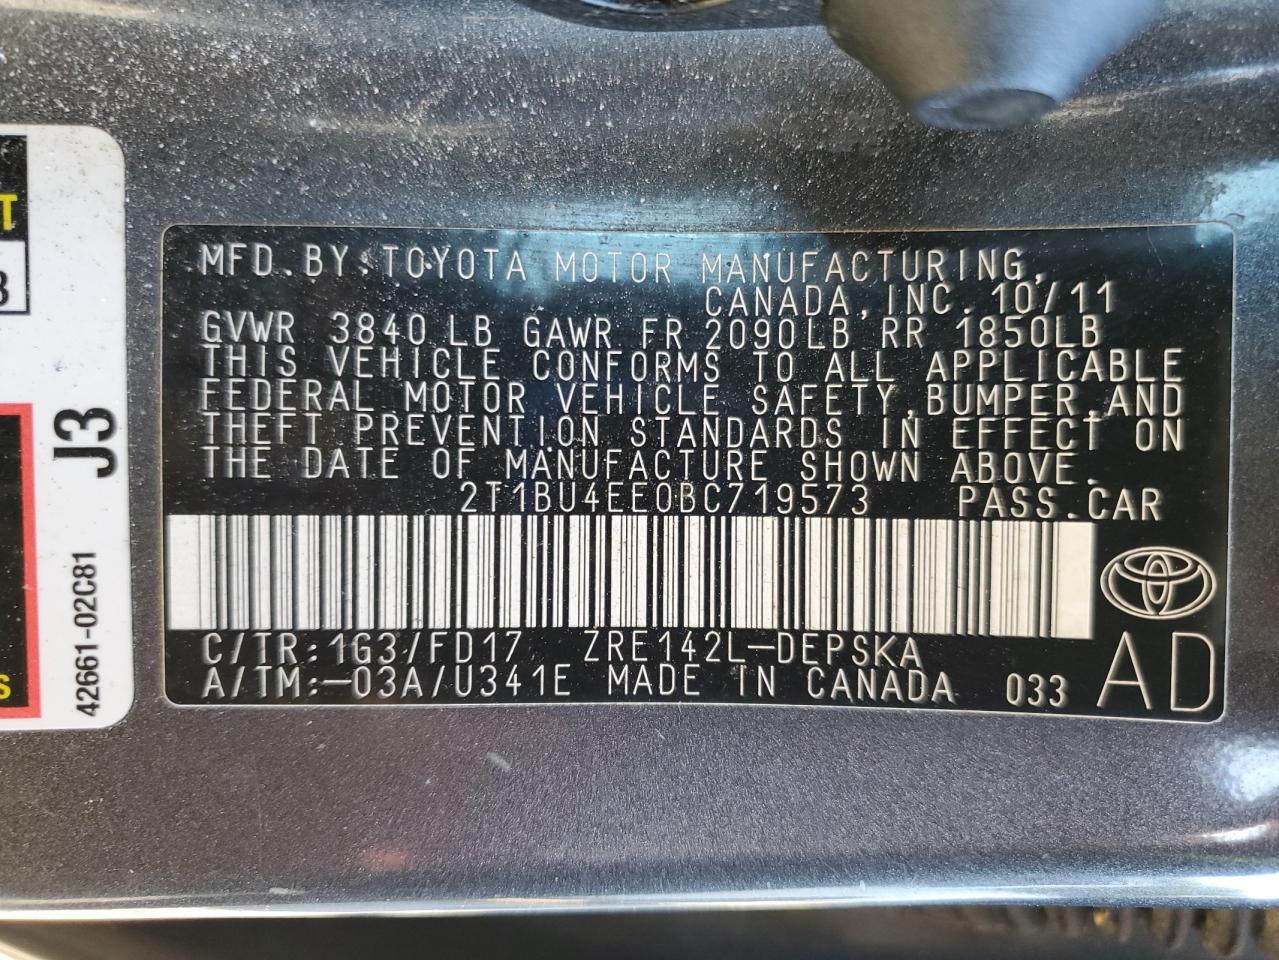 MFD.BY:TOYOTA MOTOR MANUFACTURING,
CANADA,INC.10/11
GVWR 3840LB GAWR FR 2090LB RR 1850LB
THIS VEHICLE CONFORMS TO ALL APPLICABLE
FEDERAL MOTOR VEHICLE SAFETY,BUMPER,AND
THEFT PREVENTION STANDARDS IN EFFECT ON
THE DATE OF MANUFACTURE SHOWN ABOVE.
2T1BU4EE0BC719573 PASS.CAR
C/TR:1G3/FD17 ZRE142L-DEPSKA
A/TM:-03A/U341E MADE IN CANADA 033 AD
J3
42661-02C81